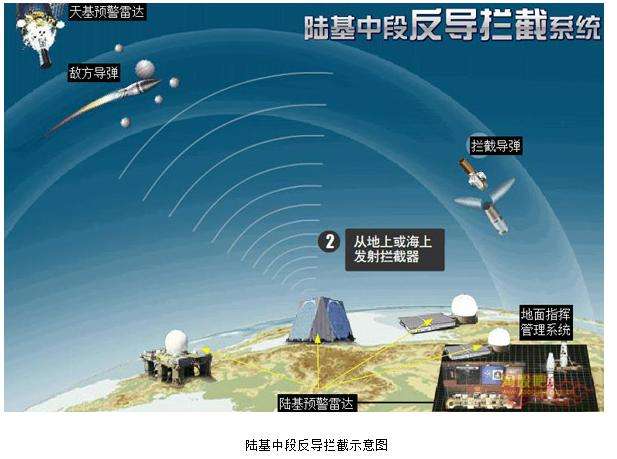 天基预警雷达
陆基中段反导拦截系统
敌方导弹
拦截导弹
2
从地上或海上
发射拦截器
地面指挥
管理系统
陆基预警雷达
陆基中段反导拦截示意图